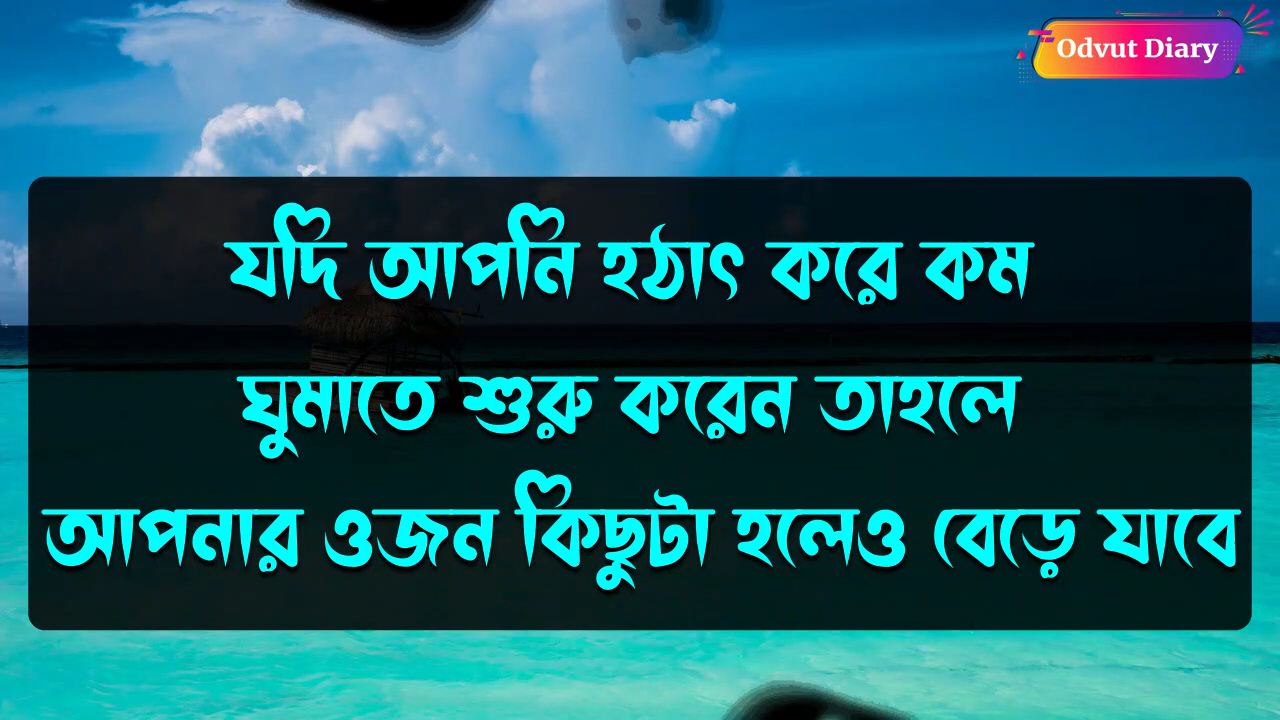 Odvut Diary
যদি আপনি হঠাৎ করে কম
ঘুমাতে শুরু করেন তাহলে
আপনার ওজন কিছুটা হলেও বেড়ে যাবে